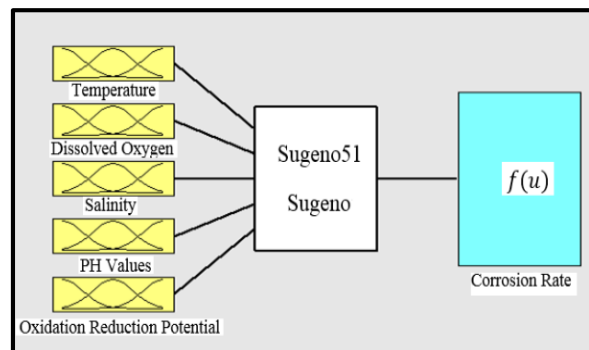 Temperature
Dissolved Oxygen
Salinity
PH Values
Oxidation Reduction Potential
Sugeno51
Sugeno
f(u)
Corrosion Rate